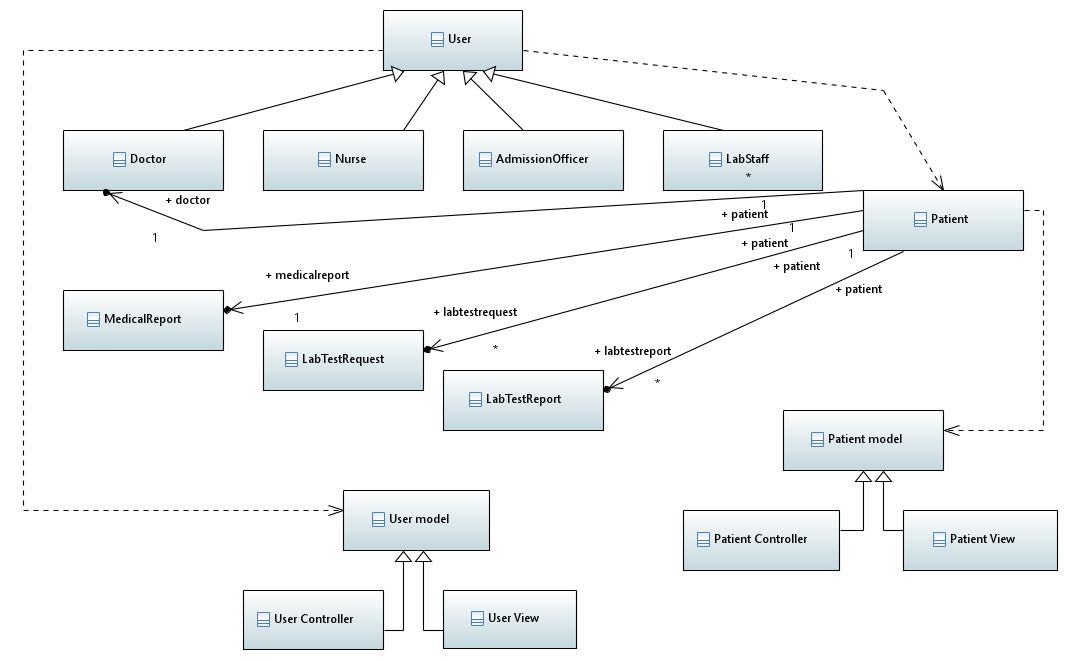 User
Doctor
Nurse
AdmissionOfficer
LabStaff
*
+ doctor
1
1
+ patient
1
+ patient
1
+ patient
+ patient
Patient
+ medicalreport
MedicalReport
1
+ labtestrequest
*
LabTestRequest
+ labtestreport
*
LabTestReport
Patient model
Patient Controller
Patient View
User model
User Controller
User View